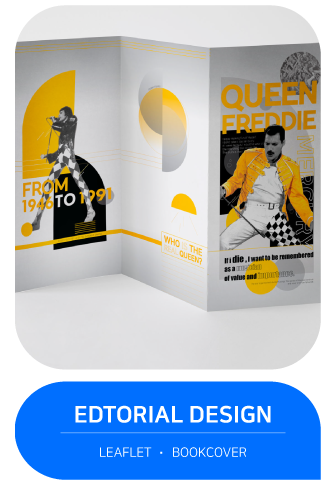 QUEEN
FREDDIE
FROM
1946 TO 1991
WHO IS THE
QUEEN?
If i die , I want to be remembered
as a musician
of value and
EDTORIAL DESIGN
LEAFLET • BOOKCOVER